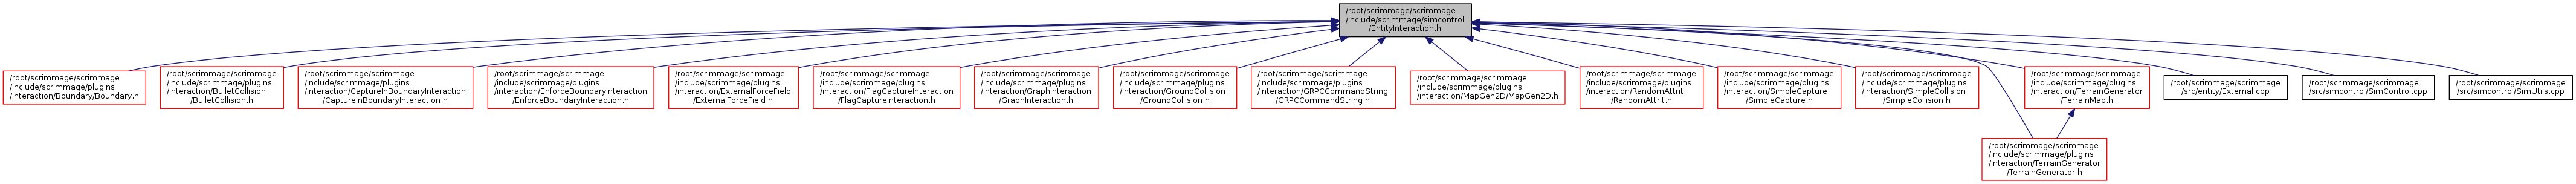 /root/scrimmage/scrimmage
/include/scrimmage/simcontrol
/EntityInteraction.h
/root/scrimmage/scrimmage
/include/scrimmage/plugins
/interaction/Boundary/Boundary.h
/root/scrimmage/scrimmage
/include/scrimmage/plugins
/interaction/BulletCollision
/BulletCollision.h
/root/scrimmage/scrimmage
/include/scrimmage/plugins
/interaction/CaptureInBoundaryInteraction
/CaptureInBoundaryInteraction.h
/root/scrimmage/scrimmage
/include/scrimmage/plugins
/interaction/EnforceBoundaryInteraction
/EnforceBoundaryInteraction.h
/root/scrimmage/scrimmage
/include/scrimmage/plugins
/interaction/ExternalForceField
/ExternalForceField.h
/root/scrimmage/scrimmage
/include/scrimmage/plugins
/interaction/FlagCaptureInteraction
/FlagCaptureInteraction.h
/root/scrimmage/scrimmage
/include/scrimmage/plugins
/interaction/GraphInteraction
/GraphInteraction.h
/root/scrimmage/scrimmage
/include/scrimmage/plugins
/interaction/GroundCollision
/GroundCollision.h
/root/scrimmage/scrimmage
/include/scrimmage/plugins
/interaction/GRPCCommandString
/GRPCCommandString.h
/root/scrimmage/scrimmage
/include/scrimmage/plugins
/interaction/MapGen2D/MapGen2D.h
/root/scrimmage/scrimmage
/include/scrimmage/plugins
/interaction/RandomAttrit
/RandomAttrit.h
/root/scrimmage/scrimmage
/include/scrimmage/plugins
/interaction/SimpleCapture
/SimpleCapture.h
/root/scrimmage/scrimmage
/include/scrimmage/plugins
/interaction/SimpleCollision
/SimpleCollision.h
/root/scrimmage/scrimmage
/include/scrimmage/plugins
/interaction/TerrainGenerator
/TerrainMap.h
/root/scrimmage/scrimmage
/src/entity/External.cpp
/root/scrimmage/scrimmage
/src/simcontrol/SimControl.cpp
/root/scrimmage/scrimmage
/src/simcontrol/SimUtils.cpp
/root/scrimmage/scrimmage
/include/scrimmage/plugins
/interaction/TerrainGenerator
/TerrainGenerator.h